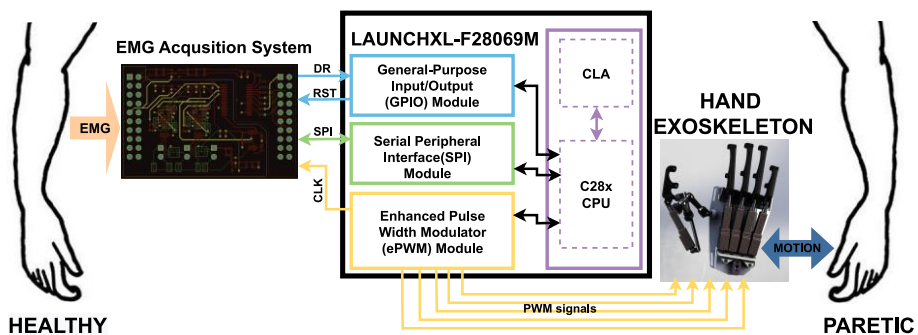 LAUNCHXL-F28069M
EMG Acqusition System
DR
RST
SPI
CLK
EMG
General-Purpose
Input/Output
(GPIO) Module
Serial Peripheral
Interface(SPI)
Module
Enhanced Pulse
Width Modulator
(ePWM) Module
CLA
C28x
CPU
HAND
EXOSKELETON
MOTION
PWM signals
HEALTHY
PARETIC